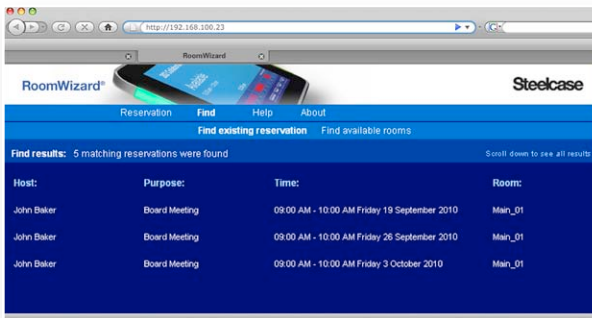 http://192.168.100.23
RoomWizard
RoomWizard®
Steelcase
Reservation Find Help About
Find existing reservation Find available rooms
Find results: 5 matching reservations were found Scroll down to see all results
Host: Purpose: Time: Room:
John Baker Board Meeting 09:00 AM - 10:00 AM Friday 19 September 2010 Main_01
John Baker Board Meeting 09:00 AM - 10:00 AM Friday 26 September 2010 Main_01
John Baker Board Meeting 09:00 AM - 10:00 AM Friday 3 October 2010 Main_01